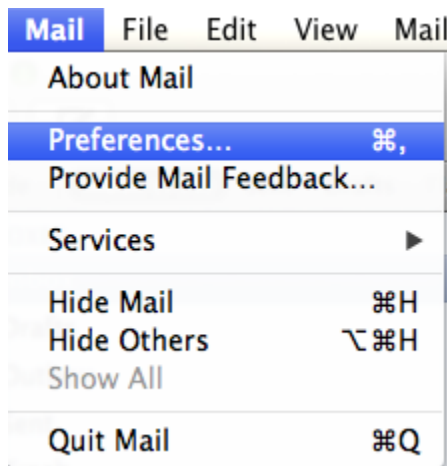 Mail File Edit View Mail
About Mail
Preferences... ⌘,
Provide Mail Feedback...
Services ▶
Hide Mail ⌘H
Hide Others ⌥⌘H
Show All
Quit Mail ⌘Q